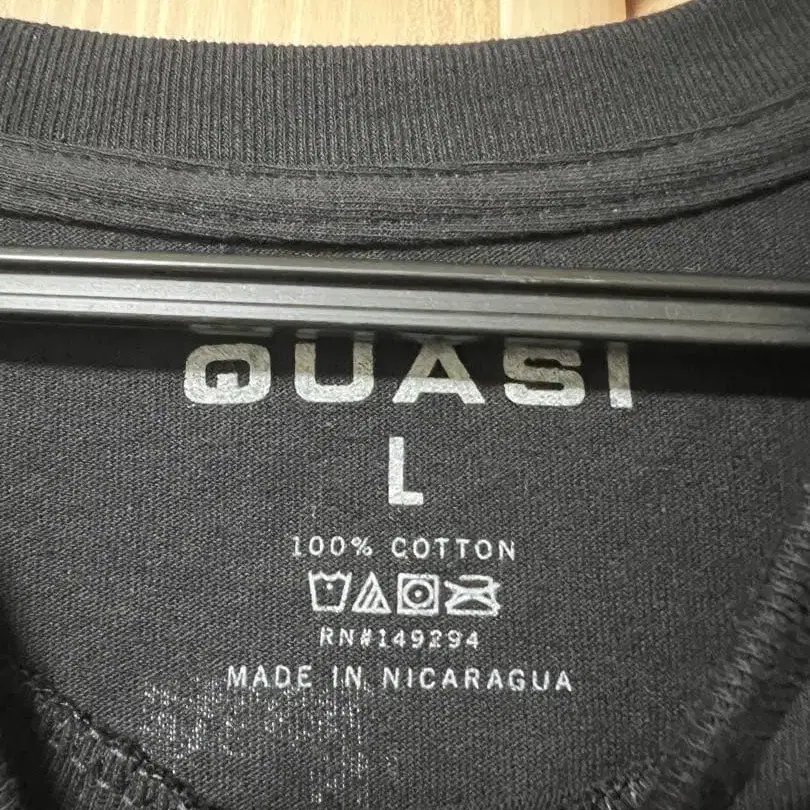 QUASI
L
100% COTTON
RN#149294
MADE IN NICARAGUA